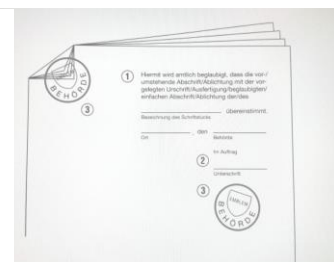 BEHÖRDE
① Hiermit wird amtlich beglaubigt, dass die vor-/
umstehende Abschrift/Ablichtung mit der vor-
gelegten Urschrift/Ausfertigung/beglaubigten/
einfachen Abschrift/Ablichtung der/des
③
übereinstimmt.
Bezeichnung des Schriftstücks
, den
Ort Behörde
Im Auftrag
②
Unterschrift
③
EMBLEM
BEHÖRDE